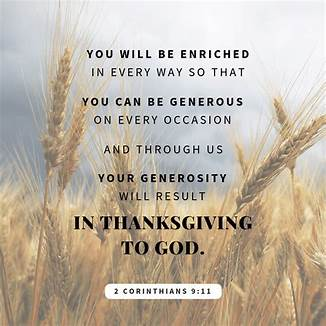 YOU WILL BE ENRICHED
IN EVERY WAY SO THAT
YOU CAN BE GENEROUS
ON EVERY OCCASION
AND THROUGH US
YOUR GENEROSITY
WILL RESULT
IN THANKSGIVING
TO GOD.
2 CORINTHIANS 9:11